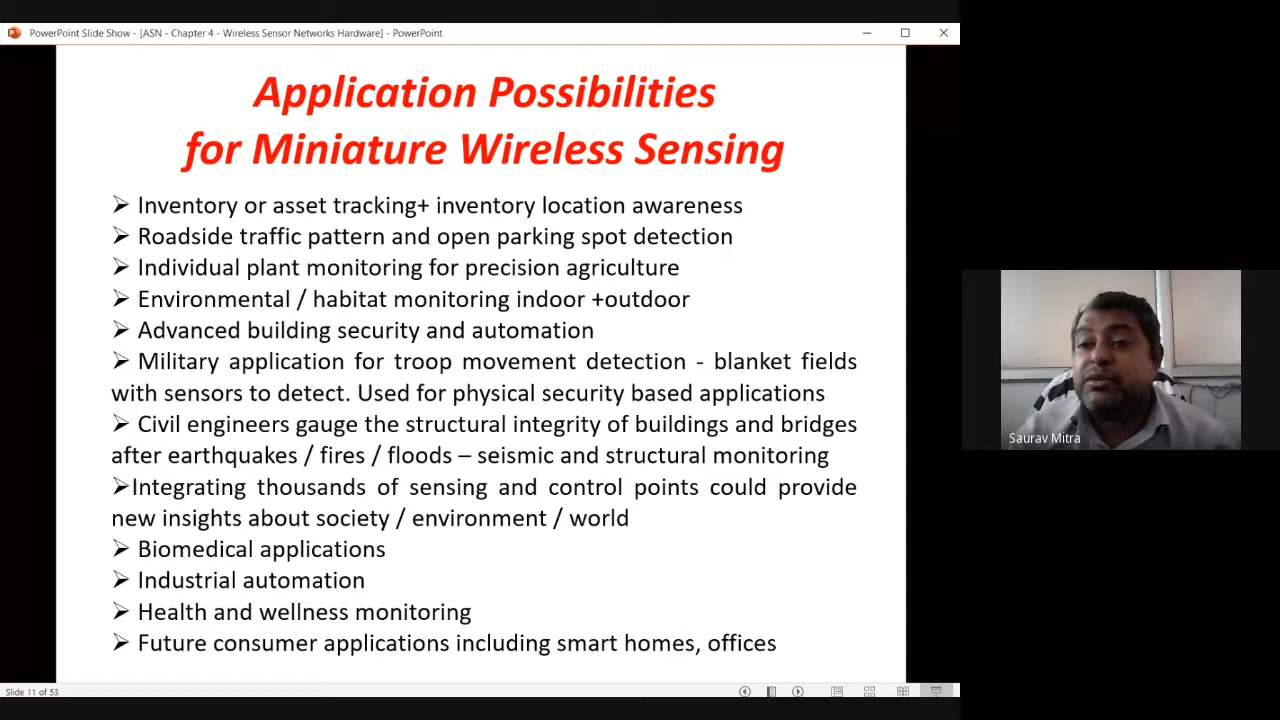 PowerPoint Slide Show - [ASN - Chapter 4 - Wireless Sensor Networks Hardware] - PowerPoint
Application Possibilities
for Miniature Wireless Sensing
➢ Inventory or asset tracking+ inventory location awareness
➢ Roadside traffic pattern and open parking spot detection
➢ Individual plant monitoring for precision agriculture
➢ Environmental / habitat monitoring indoor +outdoor
➢ Advanced building security and automation
➢ Military application for troop movement detection - blanket fields
with sensors to detect. Used for physical security based applications
➢ Civil engineers gauge the structural integrity of buildings and bridges
after earthquakes / fires / floods – seismic and structural monitoring
➢Integrating thousands of sensing and control points could provide
new insights about society / environment / world
➢ Biomedical applications
➢ Industrial automation
➢ Health and wellness monitoring
➢ Future consumer applications including smart homes, offices
Slide 11 of 53
Saurav Mitra